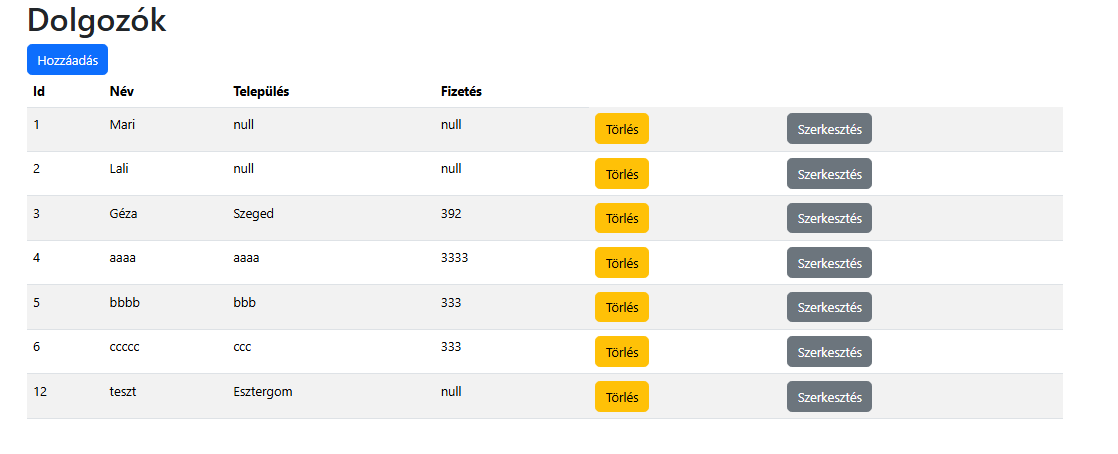 Dolgozók
Hozzáadás
Id Név Település Fizetés
1 Mari null null Törlés Szerkesztés
2 Lali null null Törlés Szerkesztés
3 Géza Szeged 392 Törlés Szerkesztés
4 aaaa aaaa 3333 Törlés Szerkesztés
5 bbbb bbb 333 Törlés Szerkesztés
6 ccccc ccc 333 Törlés Szerkesztés
12 teszt Esztergom null Törlés Szerkesztés